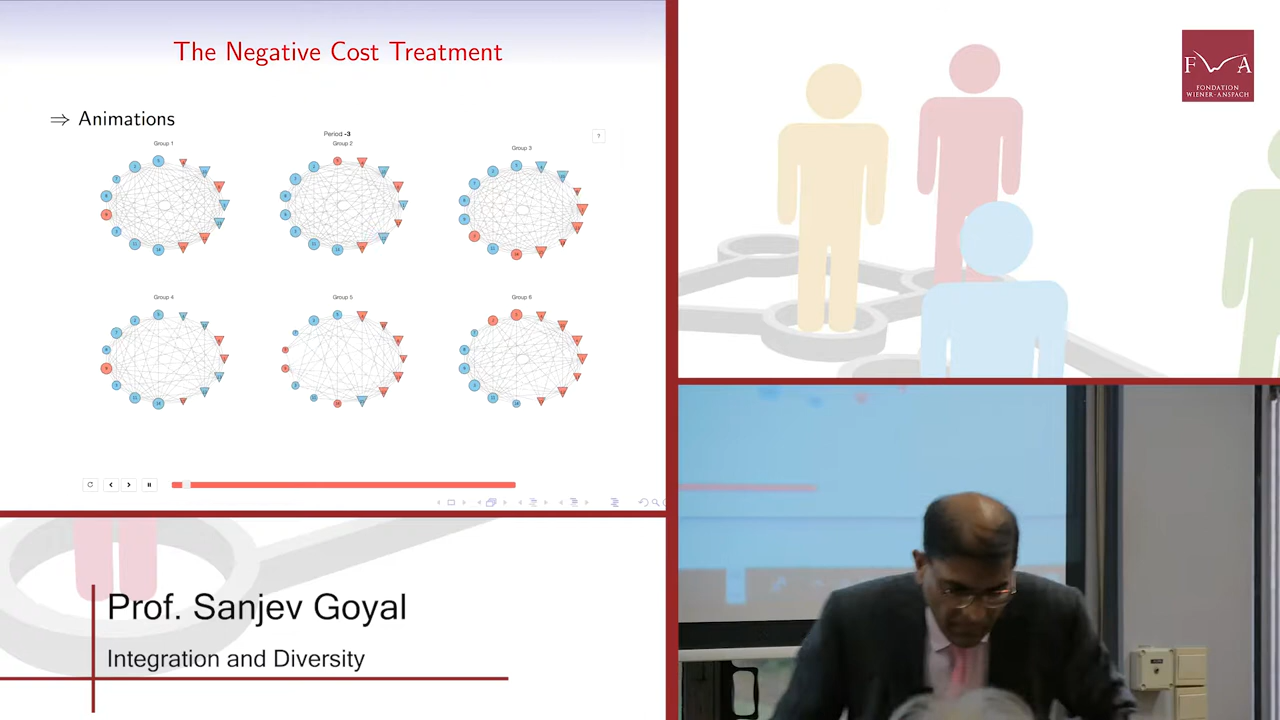 The Negative Cost Treatment
⇒ Animations
Period -3
?
Group 1
Group 2
Group 3
Group 4
Group 5
Group 6
Prof. Sanjev Goyal
Integration and Diversity
F W A
FONDATION
WIENER-ANSPACH